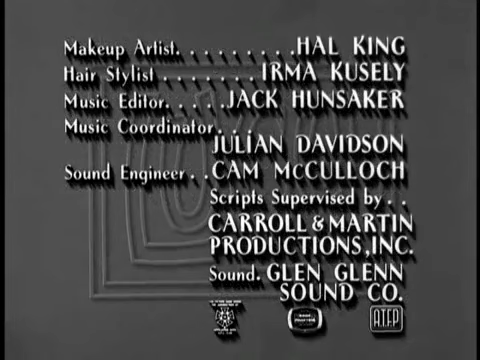 Makeup Artist. . . . . . . . .HAL KING
Hair Stylist . . . . . . . IRMA KUSELY
Music Editor. . . . .JACK HUNSAKER
Music Coordinator. . .
JULIAN DAVIDSON
Sound Engineer . . CAM McCULLOCH
Scripts Supervised by . .
CARROLL & MARTIN
PRODUCTIONS, INC.
Sound. GLEN GLENN
SOUND CO.
A.T.F.P